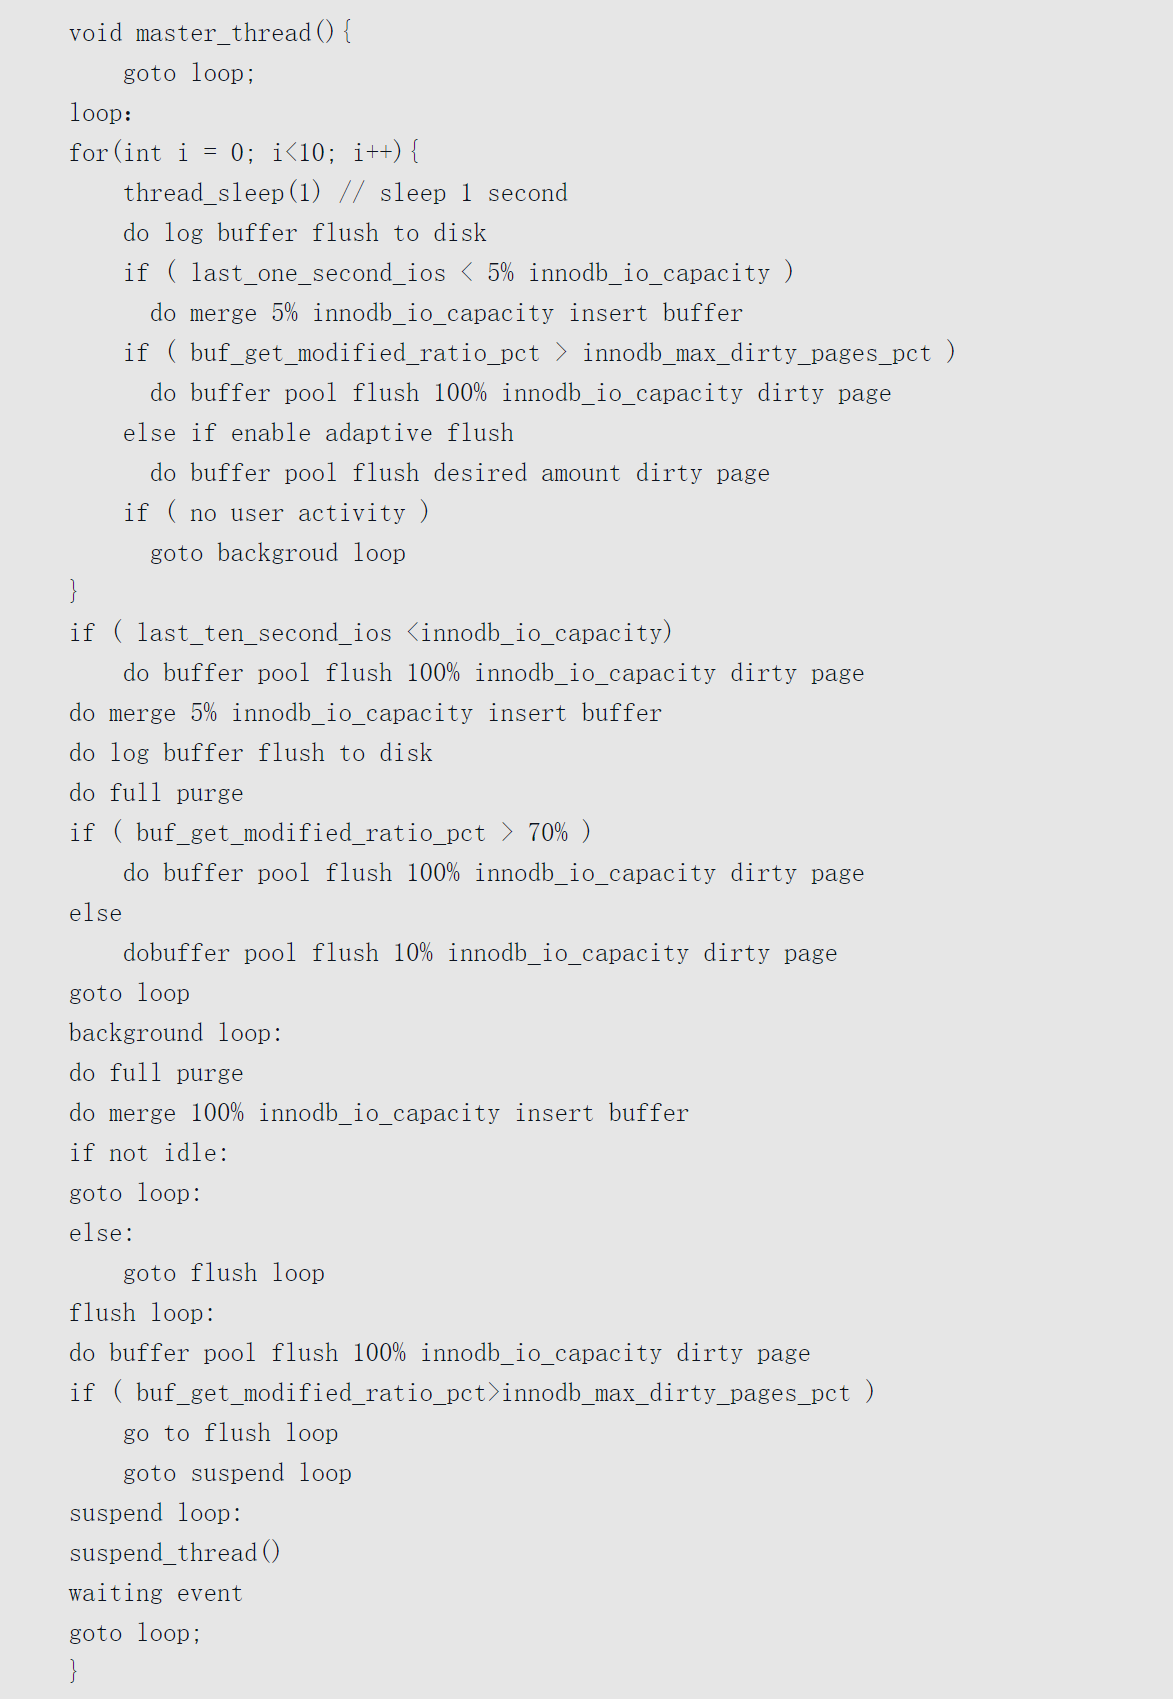 void master_thread(){
goto loop;
loop:
for(int i = 0; i<10; i++){
thread_sleep(1) // sleep 1 second
do log buffer flush to disk
if ( last_one_second_ios < 5% innodb_io_capacity )
do merge 5% innodb_io_capacity insert buffer
if ( buf_get_modified_ratio_pct > innodb_max_dirty_pages_pct )
do buffer pool flush 100% innodb_io_capacity dirty page
else if enable adaptive flush
do buffer pool flush desired amount dirty page
if ( no user activity )
goto backgroud loop
}
if ( last_ten_second_ios <innodb_io_capacity)
do buffer pool flush 100% innodb_io_capacity dirty page
do merge 5% innodb_io_capacity insert buffer
do log buffer flush to disk
do full purge
if ( buf_get_modified_ratio_pct > 70% )
do buffer pool flush 100% innodb_io_capacity dirty page
else
dobuffer pool flush 10% innodb_io_capacity dirty page
goto loop
background loop:
do full purge
do merge 100% innodb_io_capacity insert buffer
if not idle:
goto loop:
else:
goto flush loop
flush loop:
do buffer pool flush 100% innodb_io_capacity dirty page
if ( buf_get_modified_ratio_pct>innodb_max_dirty_pages_pct )
go to flush loop
goto suspend loop
suspend loop:
suspend_thread()
waiting event
goto loop;
}